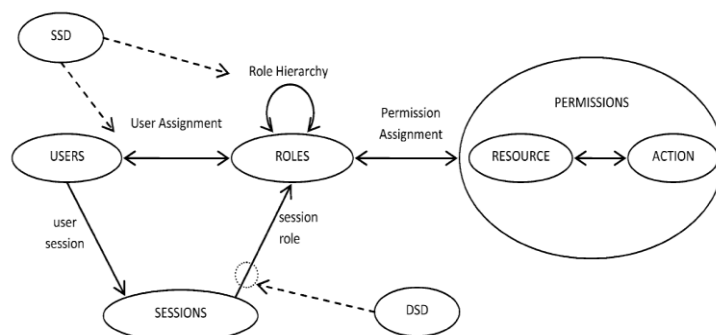 SSD
Role Hierarchy
PERMISSIONS
User Assignment
Permission
Assignment
USERS
ROLES
RESOURCE
ACTION
user
session
session
role
SESSIONS
DSD